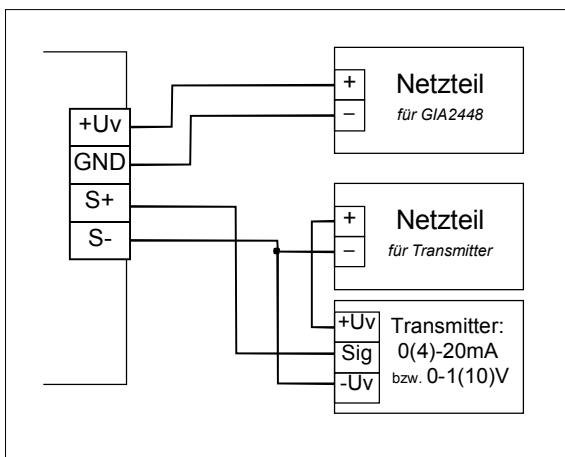 +Uv
GND
S+
S-
+
–
Netzteil
für GIA2448
+
–
Netzteil
für Transmitter
+Uv
Sig
-Uv
Transmitter:
0(4)-20mA
bzw. 0-1(10)V